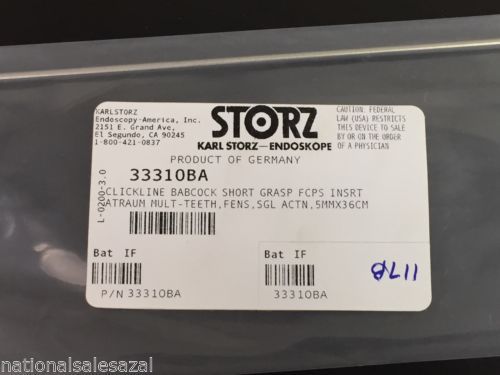 KARLSTORZ
Endoscopy-America, Inc.
2151 E. Grand Ave,
El Segundo, CA 90245
1-800-421-0837
STORZ
KARL STORZ—ENDOSKOPE
CAUTION: FEDERAL
LAW (USA) RESTRICTS
THIS DEVICE TO SALE
BY OR ON THE ORDER
OF A PHYSICIAN
PRODUCT OF GERMANY
33310BA
L-0200-3.0
CLICKLINE BABCOCK SHORT GRASP FCPS INSRT
ATRAUM MULT-TEETH,FENS,SGL ACTN,5MMX36CM
Bat IF
P/N 33310BA
Bat IF
33310BA
nationalsalesazal